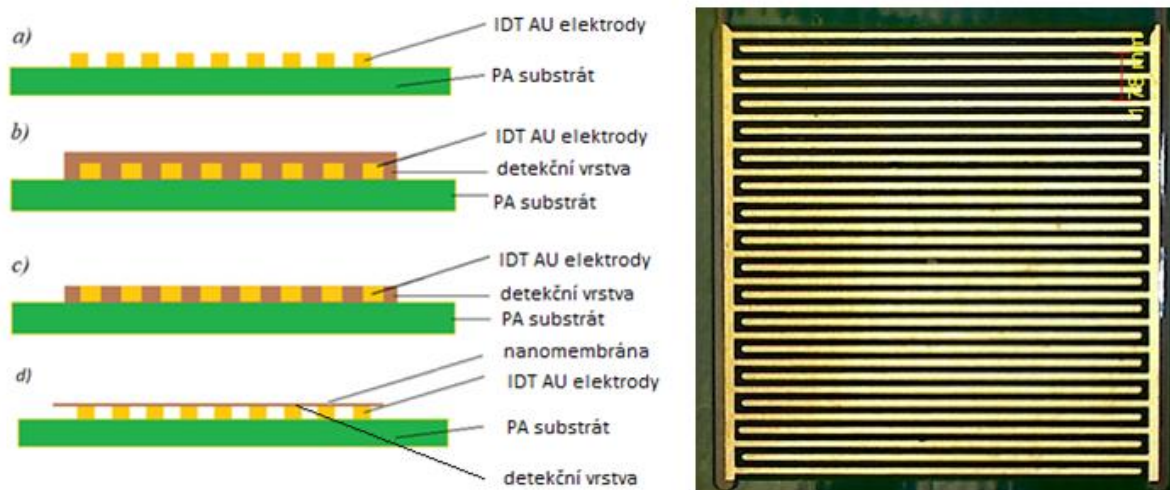 a)
IDT AU elektrody
PA substrát
b)
IDT AU elektrody
detekční vrstva
PA substrát
c)
IDT AU elektrody
detekční vrstva
PA substrát
nanomembrána
d)
IDT AU elektrody
PA substrát
detekční vrstva